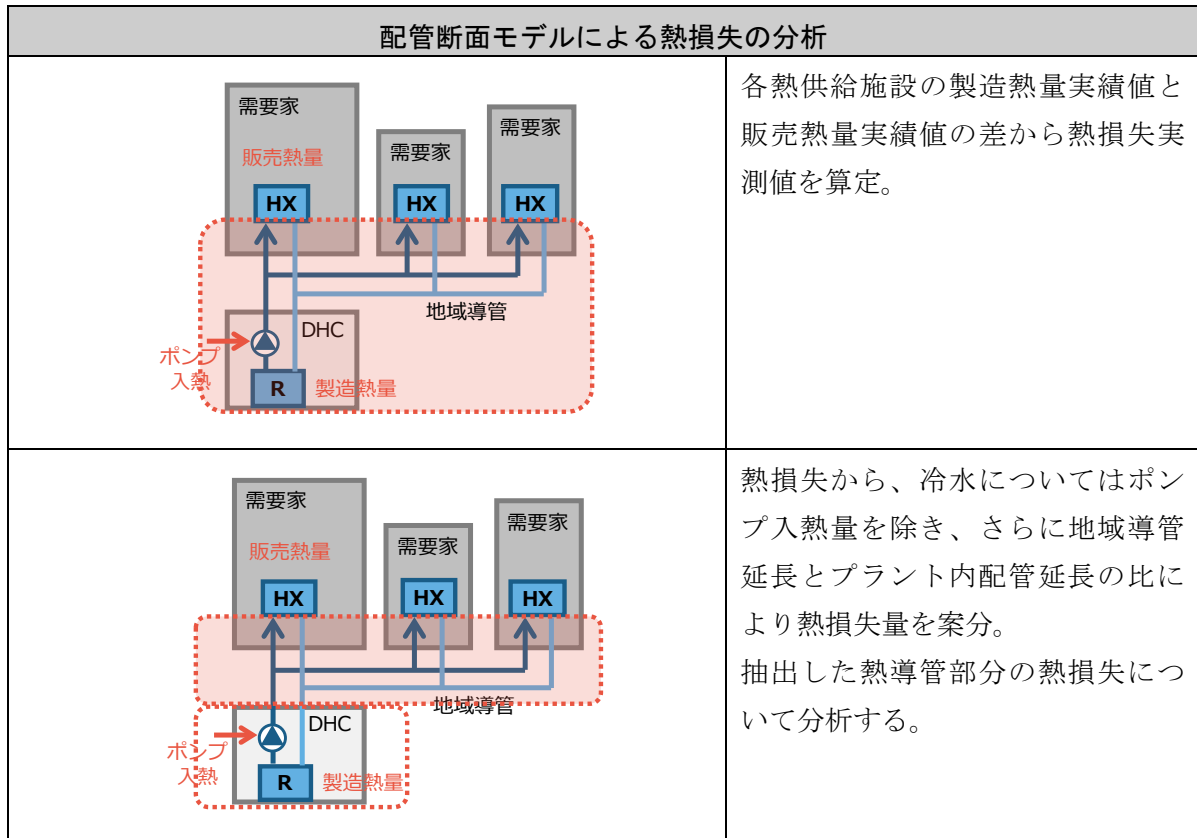 配管断面モデルによる熱損失の分析
需要家
販売熱量
HX
需要家
HX
需要家
HX
地域導管
DHC
ポンプ
入熱
R
製造熱量
各熱供給施設の製造熱量実績値と
販売熱量実績値の差から熱損失実
測値を算定。
需要家
販売熱量
HX
需要家
HX
需要家
HX
地域導管
DHC
ポンプ
入熱
R
製造熱量
熱損失から、冷水についてはポン
プ入熱量を除き、さらに地域導管
延長とプラント内配管延長の比に
より熱損失量を案分。
抽出した熱導管部分の熱損失につ
いて分析する。